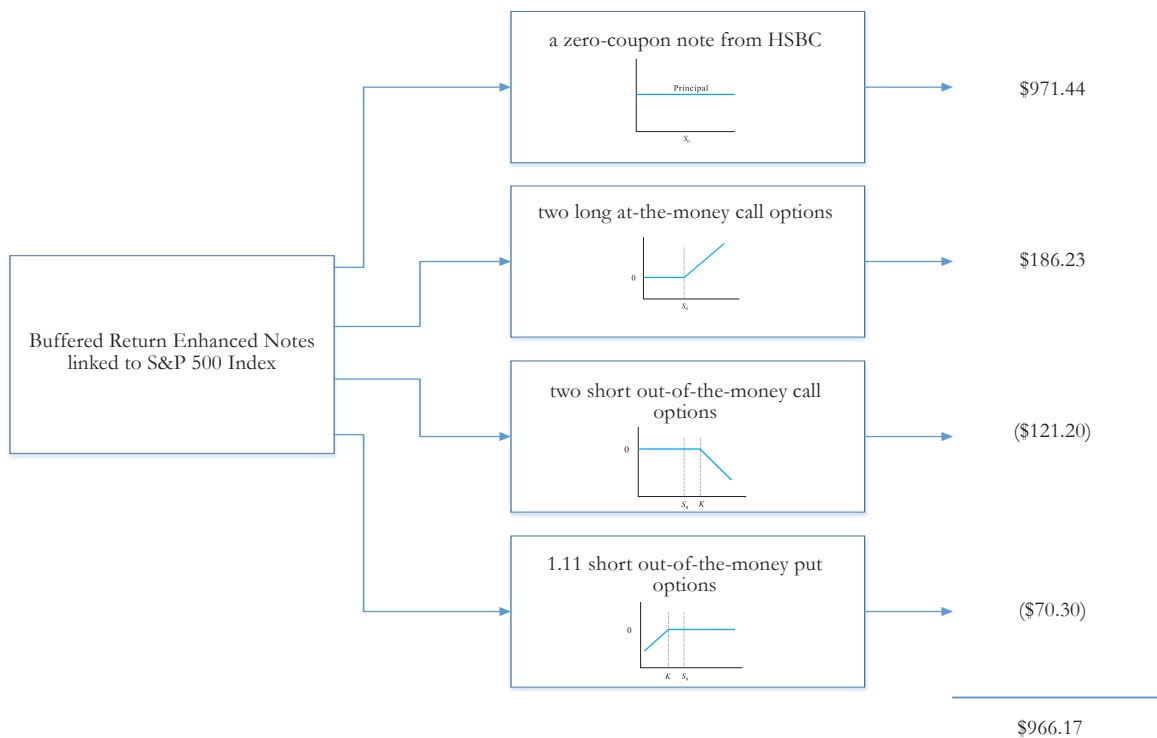 a zero-coupon note from HSBC
Principal
S₀
$971.44
two long at-the-money call options
0
S₀
$186.23
Buffered Return Enhanced Notes
linked to S&P 500 Index
two short out-of-the-money call
options
0
S₀ K
($121.20)
1.11 short out-of-the-money put
options
0
K S₀
($70.30)
$966.17